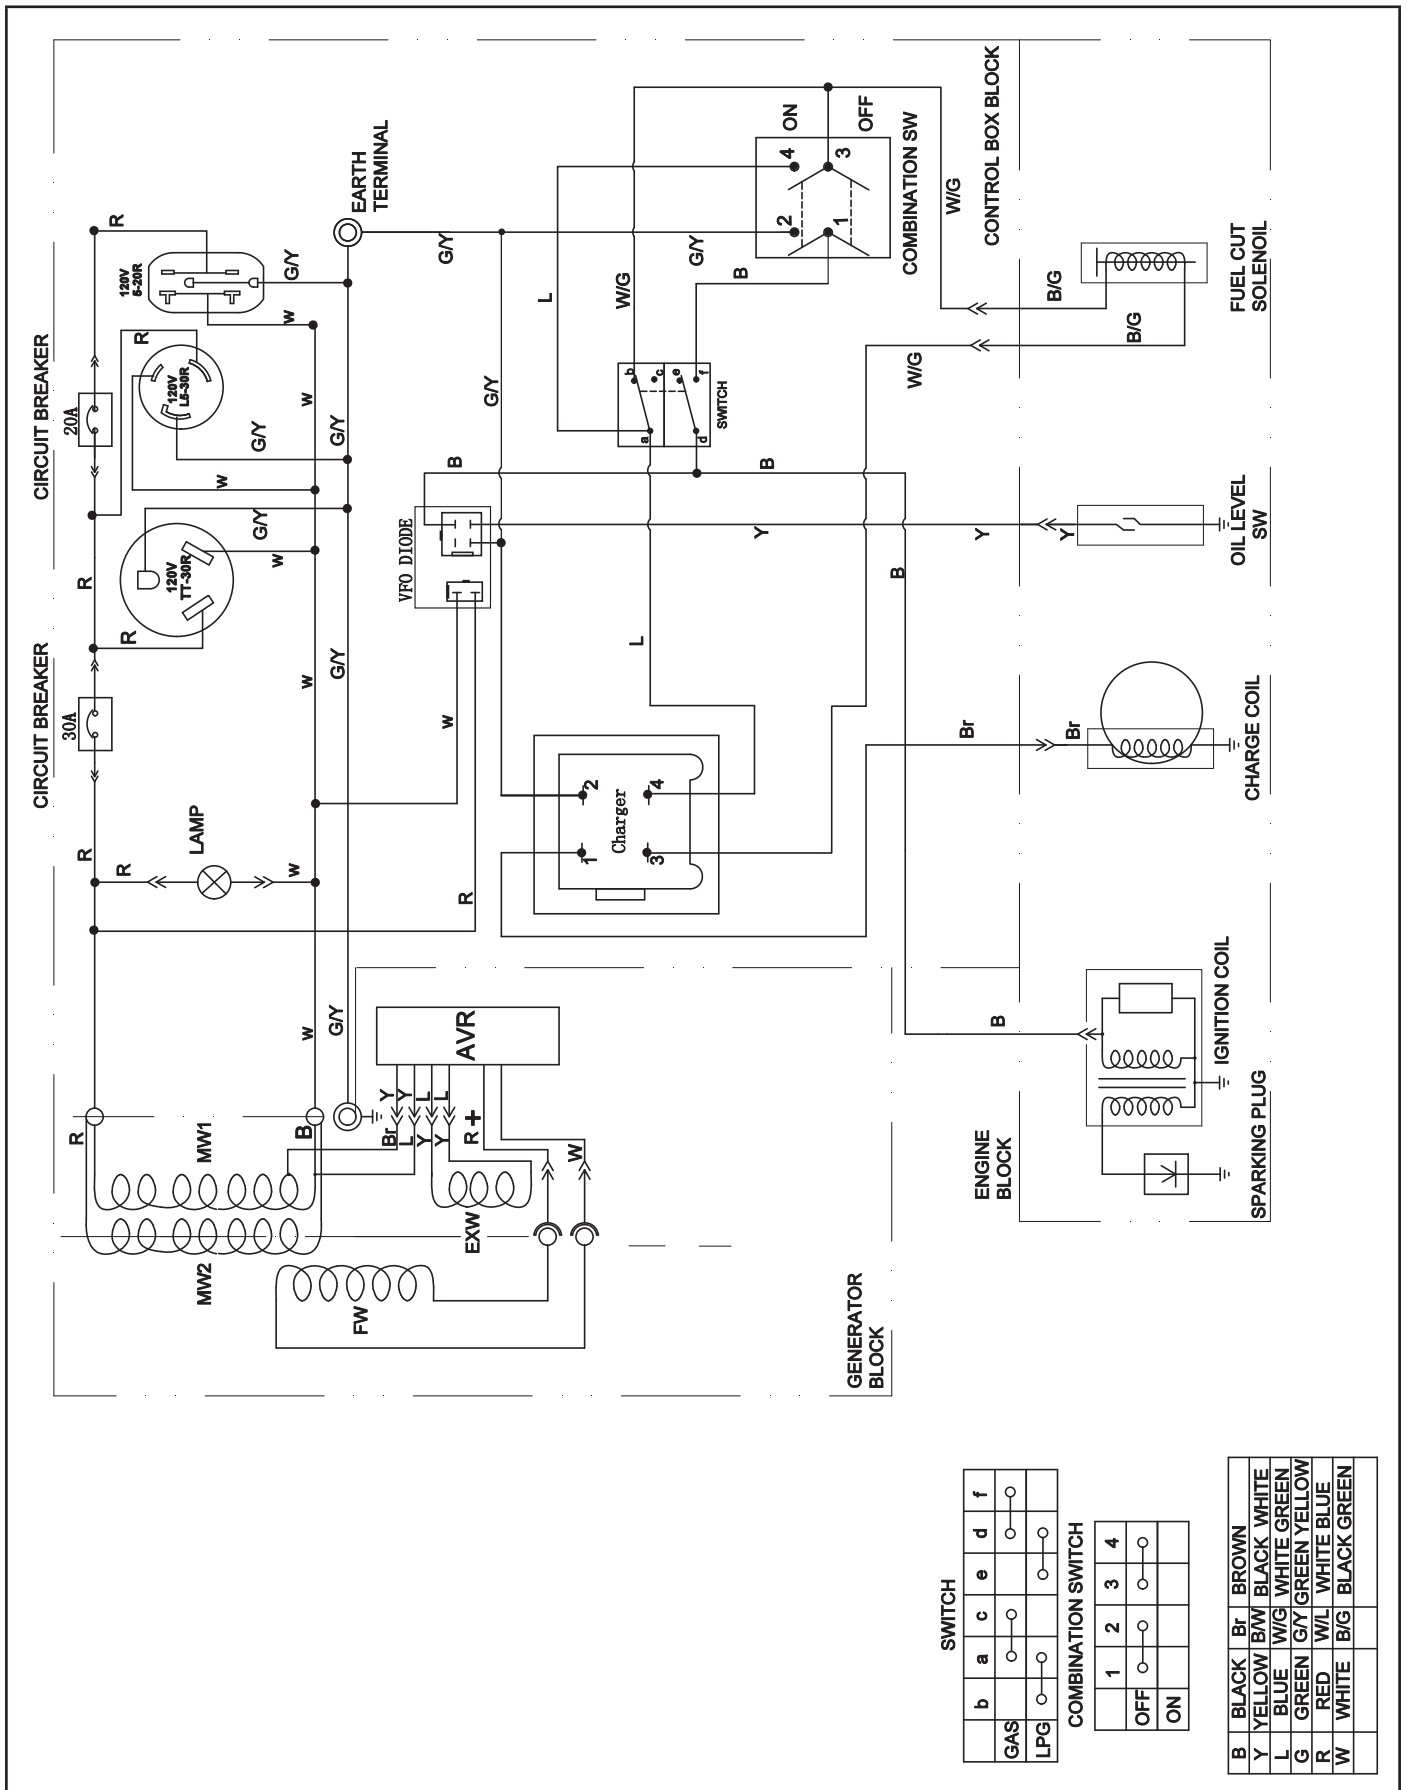 CIRCUIT BREAKER
30A
CIRCUIT BREAKER
20A
R
R
R
R
120V
5-20R
G/Y
W
R
120V
L5-30R
G/Y
W
W
G/Y
120V
TT-30R
G/Y
W
R
W
G/Y
LAMP
R
W
W
G/Y
EARTH
TERMINAL
G/Y
G/Y
G/Y
L
W/G
B
ON
OFF
4
3
2
1
COMBINATION SW
W/G
CONTROL BOX BLOCK
b
c
e
f
a
d
SWITCH
VFO DIODE
B
B
Y
B
L
W
R
Charger
1
2
3
4
W/G
B/G
B/G
FUEL CUT
SOLENOIL
Y
Y
OIL LEVEL
SW
Br
Br
CHARGE COIL
B
IGNITION COIL
SPARKING PLUG
ENGINE
BLOCK
AVR
Y
Y
L
L
R +
Br
L
Y
Y
W
R
B
MW1
MW2
EXW
FW
GENERATOR
BLOCK
SWITCH
b a c e d f
GAS
LPG
COMBINATION SWITCH
1 2 3 4
OFF
ON
B BLACK Br BROWN
Y YELLOW B/W BLACK WHITE
L BLUE W/G WHITE GREEN
G GREEN G/Y GREEN YELLOW
R RED W/L WHITE BLUE
W WHITE B/G BLACK GREEN